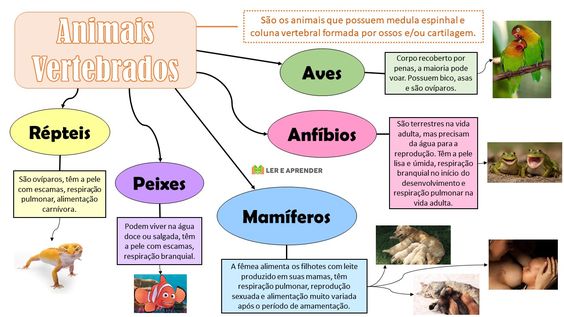 Animais
Vertebrados
São os animais que possuem medula espinhal e
coluna vertebral formada por ossos e/ou cartilagem.
Aves
Corpo recoberto por
penas, a maioria pode
voar. Possuem bico, asas
e são ovíparos.
Répteis
São ovíparos, têm a pele
com escamas, respiração
pulmonar, alimentação
carnívora.
Anfíbios
São terrestres na vida
adulta, mas precisam
da água para a
reprodução. Têm a pele
lisa e úmida, respiração
branquial no início do
desenvolvimento e
respiração pulmonar na
vida adulta.
LER E APRENDER
Peixes
Podem viver na água
doce ou salgada, têm
a pele com escamas,
respiração branquial.
Mamíferos
A fêmea alimenta os filhotes com leite
produzido em suas mamas, têm
respiração pulmonar, reprodução
sexuada e alimentação muito variada
após o período de amamentação.